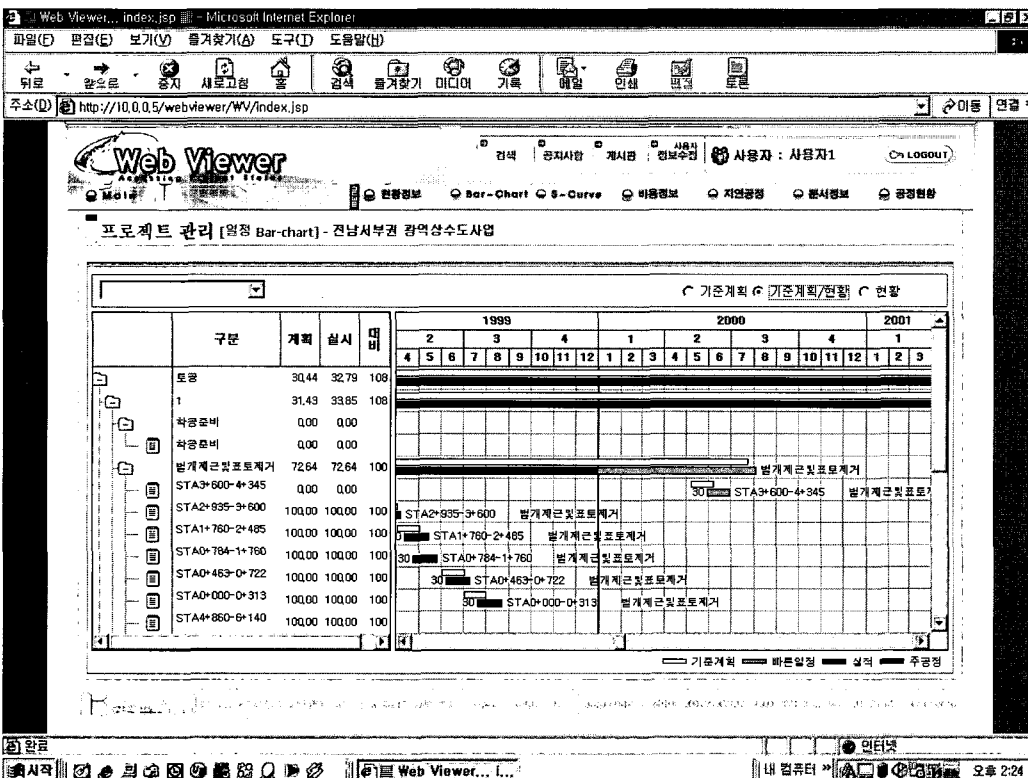 Web Viewer... index.jsp - Microsoft Internet Explorer
파일(F) 편집(E) 보기(V) 즐겨찾기(A) 도구(T) 도움말(H)
뒤로 앞으로 중지 새로고침 홈 검색 즐겨찾기 미디어 기록 메일 인쇄 편집 토론
주소(D) http://10.0.0.5/webviewer/WV/index.jsp 이동 연결
Web Viewer
검색 공지사항 게시판 사용자 정보수정 사용자 : 사용자1 LOGOUT
현황정보 Bar-Chart S-Curve 비용정보 지연공정 분서정보 공정현황
프로젝트 관리 [일정 Bar-chart] - 전남서부권 광역상수도사업
기준계획 기준계획/현황 현황
구분 계획 실시 대비
1999 2000 2001
2 3 4 1 2 3 4 1
4 5 6 7 8 9 10 11 12 1 2 3 4 5 6 7 8 9 10 11 12 1 2 3
토공 30.44 32.79 108
1 31.43 33.85 108
착공준비 0.00 0.00
착공준비 0.00 0.00
벌개제근및표토제거 72.64 72.64 100 벌개제근및표토제거
STA3+600-4+345 0.00 0.00 30 STA3+600-4+345
STA2+935-3+600 100.00 100.00 100 STA2+935-3+600 벌개제근및표토제거
STA1+760-2+485 100.00 100.00 100 STA1+760-2+485 벌개제근및표토제거
STA0+784-1+760 100.00 100.00 100 30 STA0+784-1+760 벌개제근및표토제거
STA0+463-0+722 100.00 100.00 100 30 STA0+463-0+722 벌개제근및표토제거
STA0+000-0+313 100.00 100.00 100 30 STA0+000-0+313 벌개제근및표토제거
STA4+860-6+140 100.00 100.00 100
기준계획 빠른일정 실적 주공정
완료 인터넷
시작 Web Viewer... i... 내 컴퓨터 오후 2:24